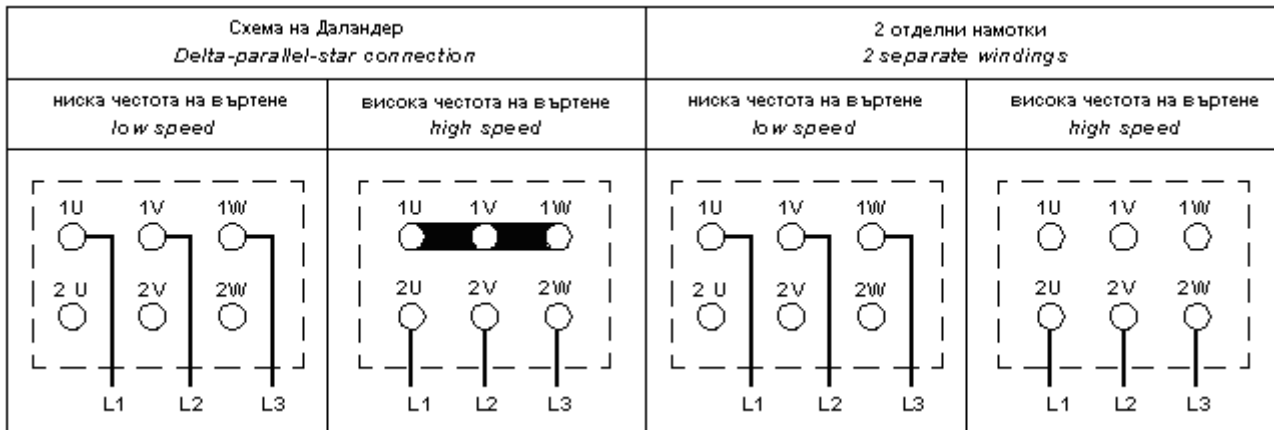 Схема на Даландер
Delta-parallel-star connection
2 отделни намотки
2 separate windings
ниска честота на въртене
low speed
висока честота на въртене
high speed
ниска честота на въртене
low speed
висока честота на въртене
high speed
1U 1V 1W
2 U 2V 2W
L1 L2 L3
1U 1V 1W
2U 2V 2W
L1 L2 L3
1U 1V 1W
2 U 2V 2W
L1 L2 L3
1U 1V 1W
2U 2V 2W
L1 L2 L3